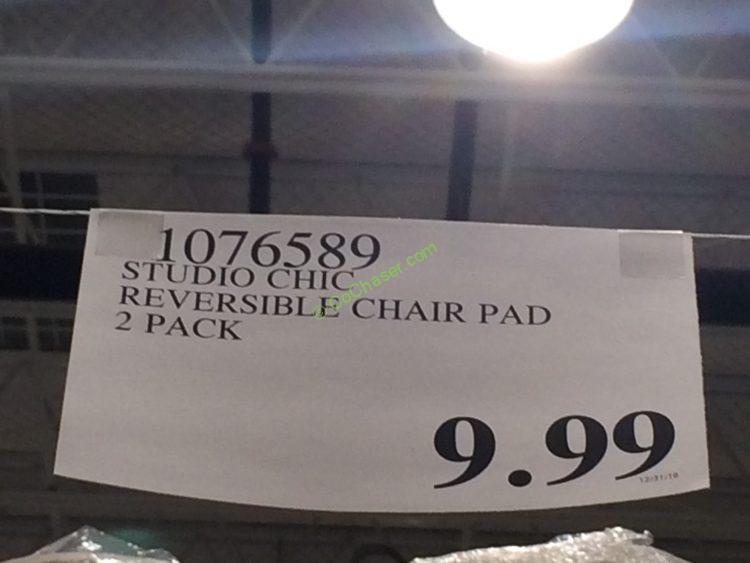 1076589
STUDIO CHIC
REVERSIBLE CHAIR PAD
2 PACK
9.99